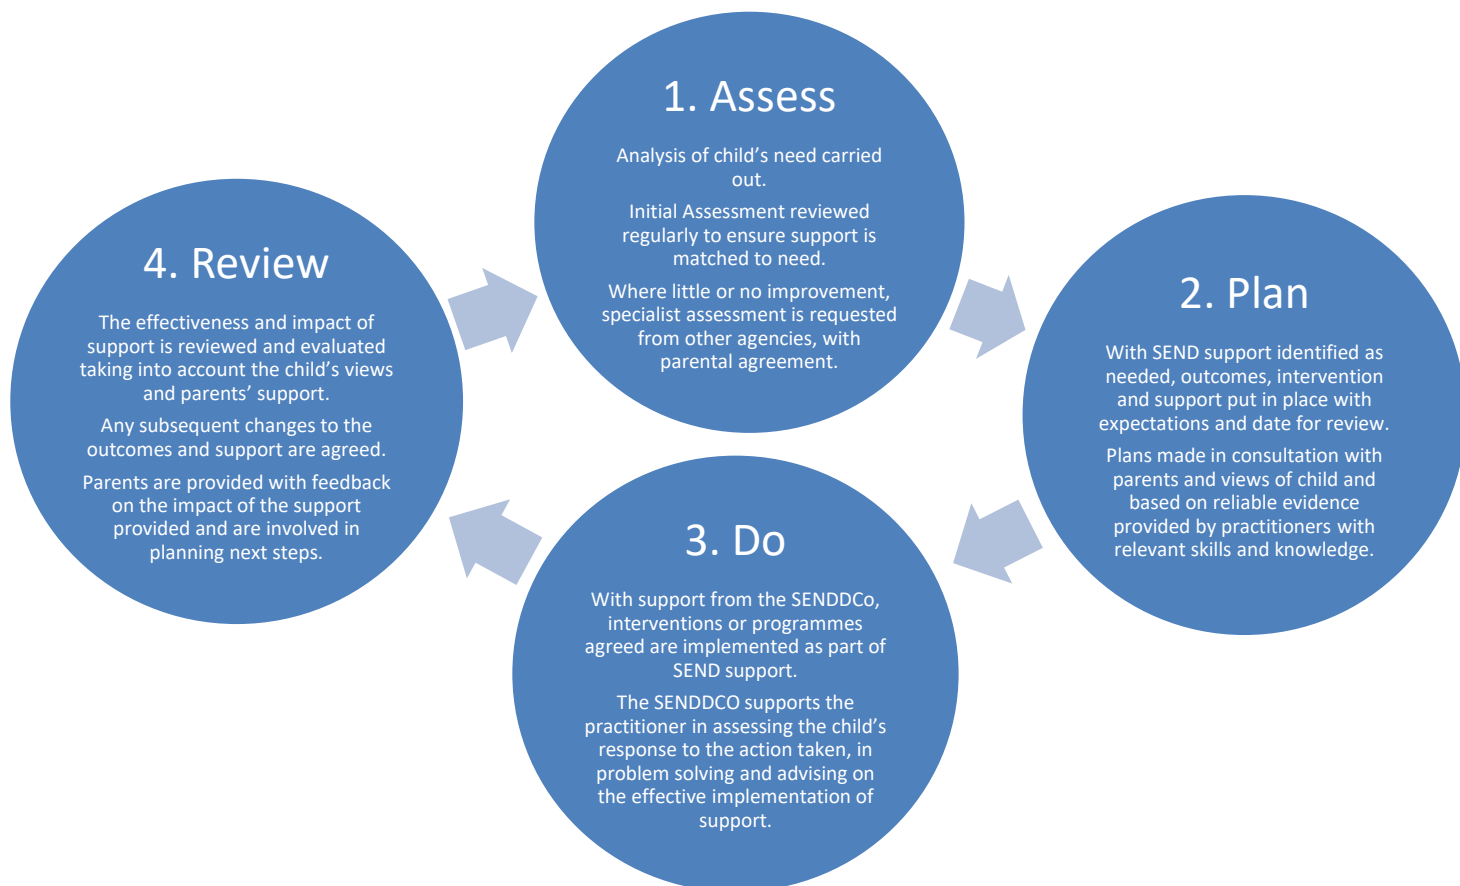 1. Assess
Analysis of child’s need carried
out.
Initial Assessment reviewed
regularly to ensure support is
matched to need.
Where little or no improvement,
specialist assessment is requested
from other agencies, with
parental agreement.
2. Plan
With SEND support identified as
needed, outcomes, intervention
and support put in place with
expectations and date for review.
Plans made in consultation with
parents and views of child and
based on reliable evidence
provided by practitioners with
relevant skills and knowledge.
3. Do
With support from the SENDDCo,
interventions or programmes
agreed are implemented as part of
SEND support.
The SENDDCO supports the
practitioner in assessing the child’s
response to the action taken, in
problem solving and advising on
the effective implementation of
support.
4. Review
The effectiveness and impact of
support is reviewed and evaluated
taking into account the child’s views
and parents’ support.
Any subsequent changes to the
outcomes and support are agreed.
Parents are provided with feedback
on the impact of the support
provided and are involved in
planning next steps.